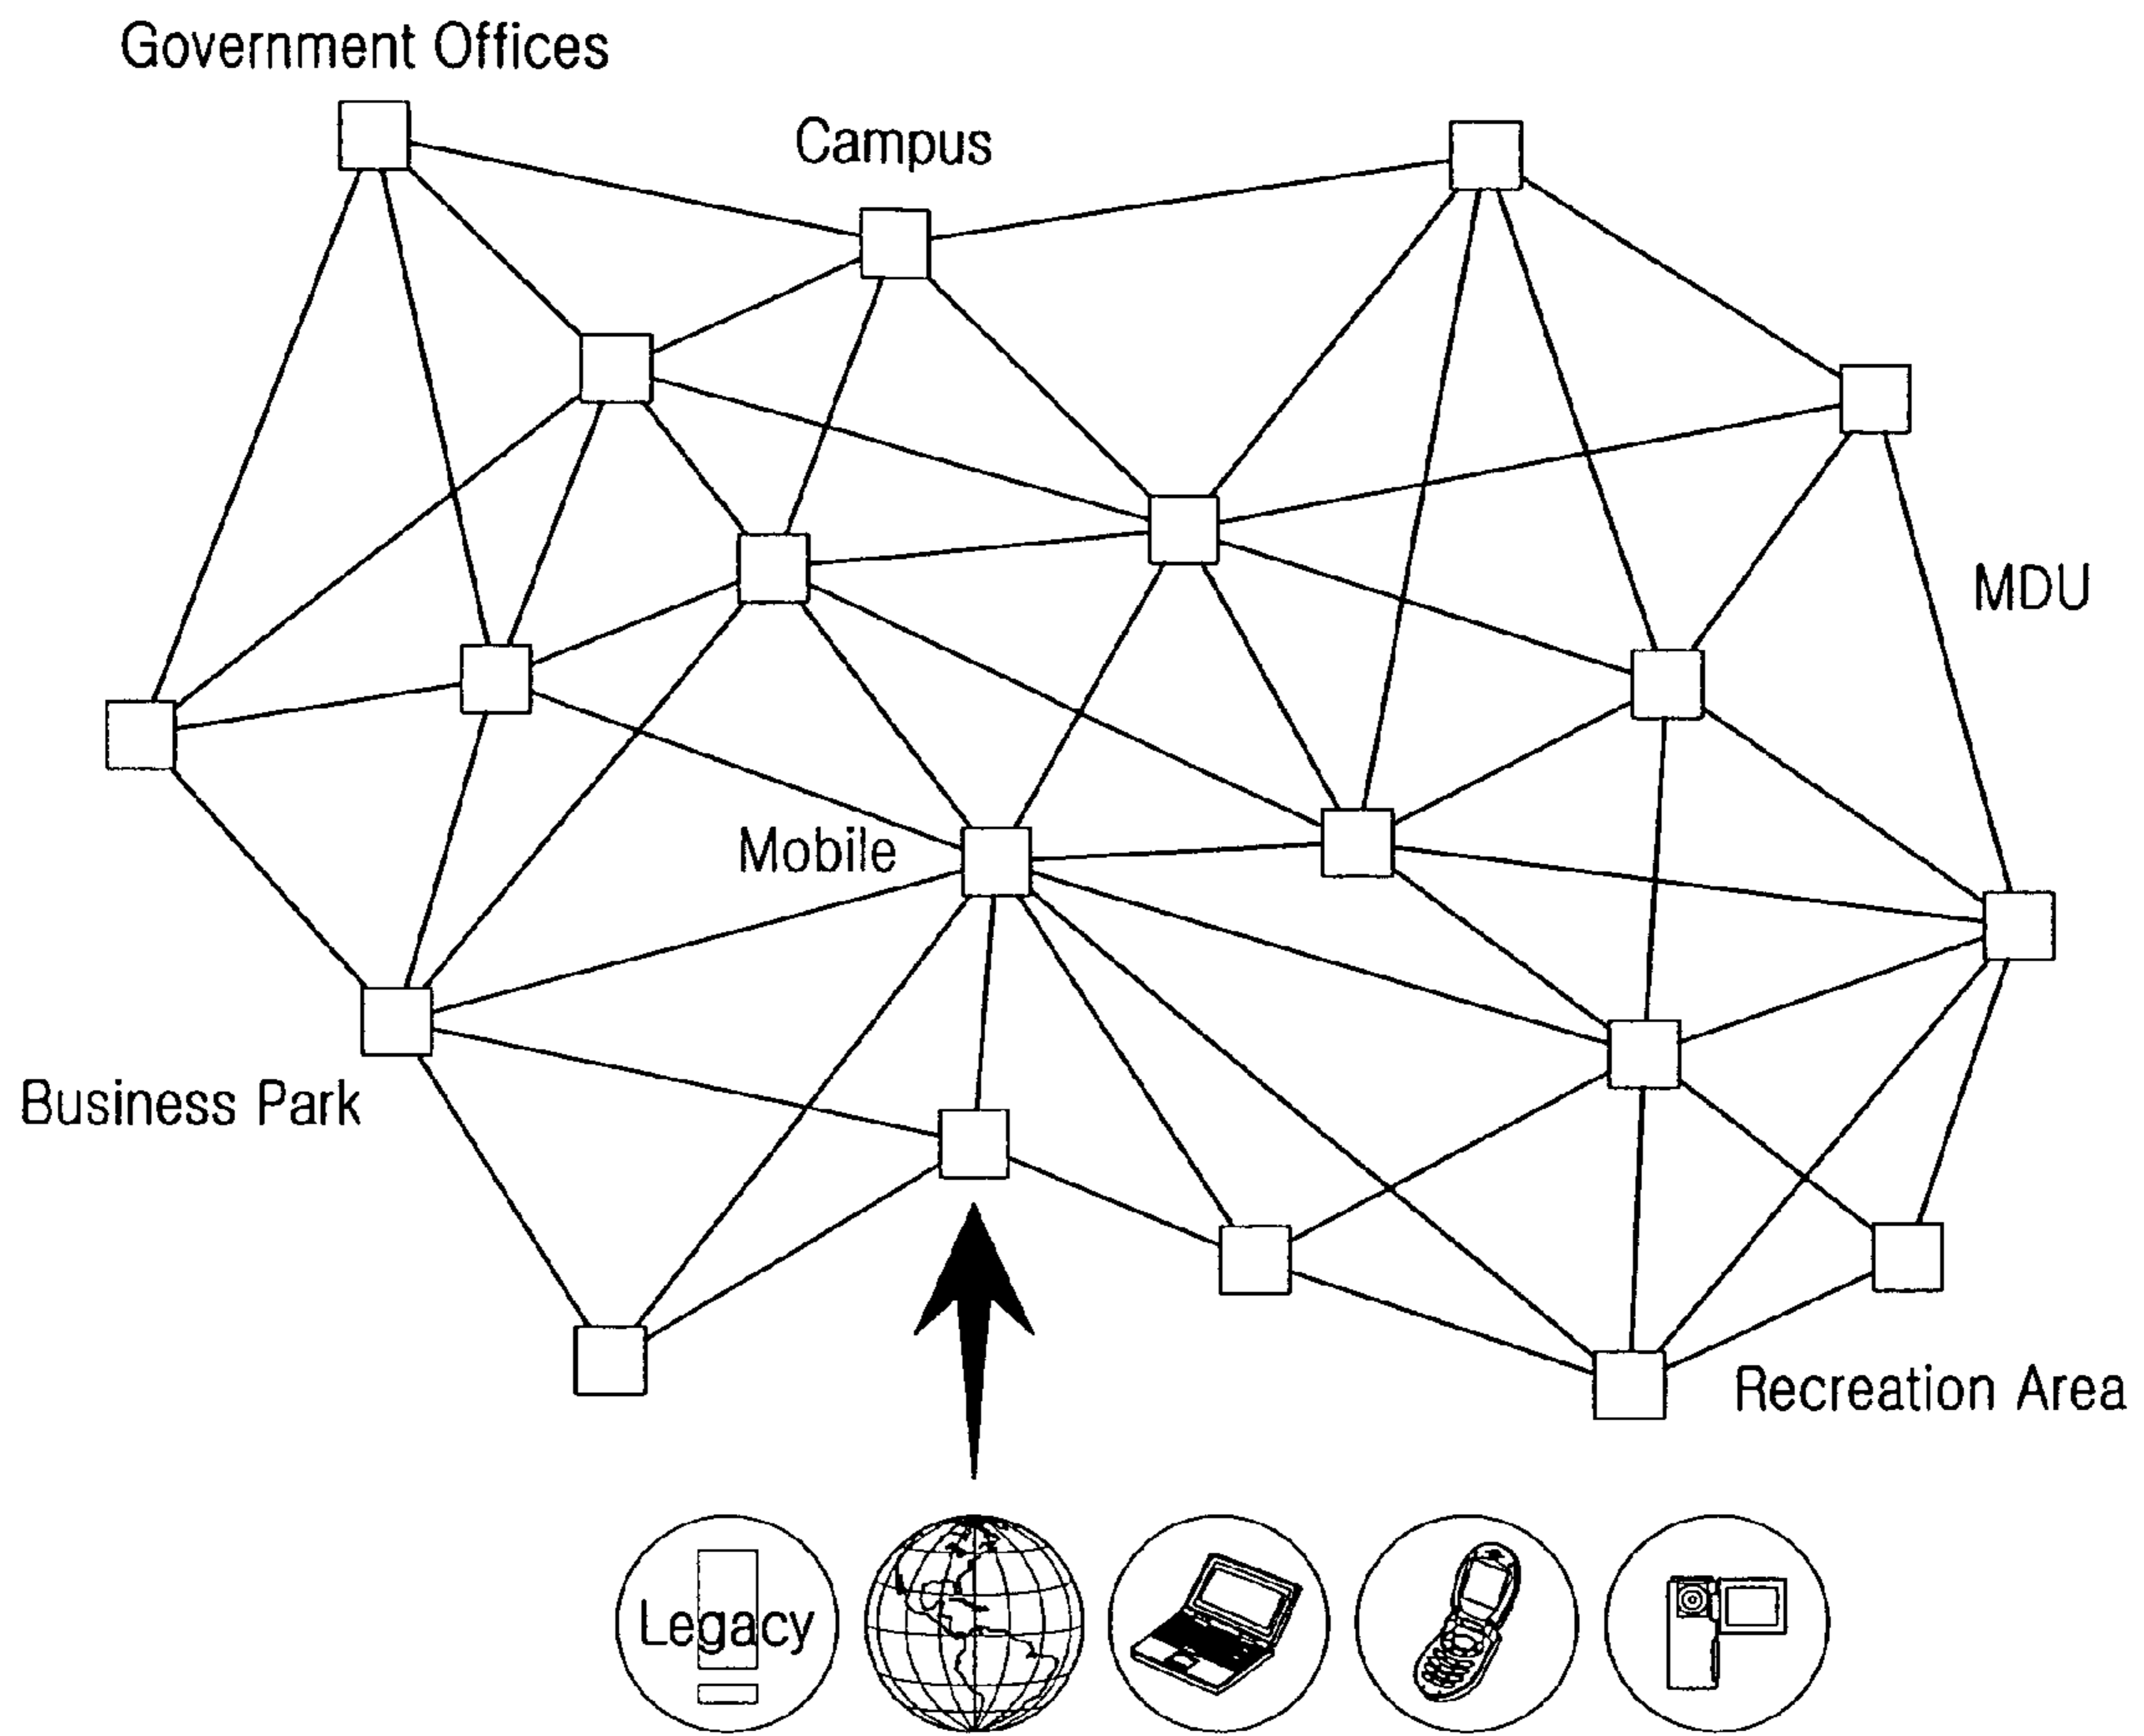 Government Offices
Campus
MDU
Mobile
Business Park
Recreation Area
Legacy